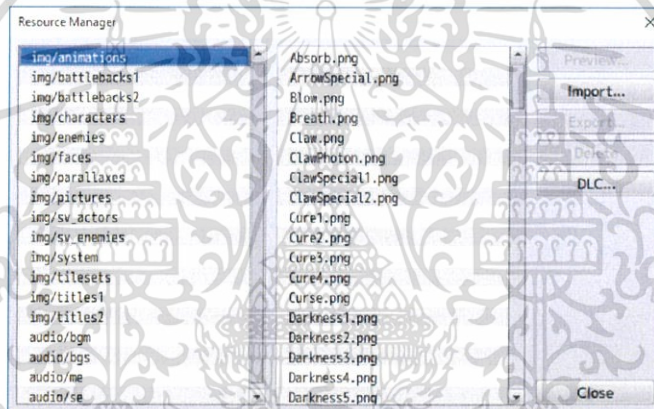 Resource Manager
img/animations
img/battlebacks1
img/battlebacks2
img/characters
img/enemies
img/faces
img/parallaxes
img/pictures
img/sv_actors
img/sv_enemies
img/system
img/tilesets
img/titles1
img/titles2
audio/bgm
audio/bgs
audio/me
audio/se
Absorb.png
ArrowSpecial.png
Blow.png
Breath.png
Claw.png
ClawPhoton.png
ClawSpecial1.png
ClawSpecial2.png
Cure1.png
Cure2.png
Cure3.png
Cure4.png
Curse.png
Darkness1.png
Darkness2.png
Darkness3.png
Darkness4.png
Darkness5.png
Preview...
Import...
Export...
Delete
DLC...
Close